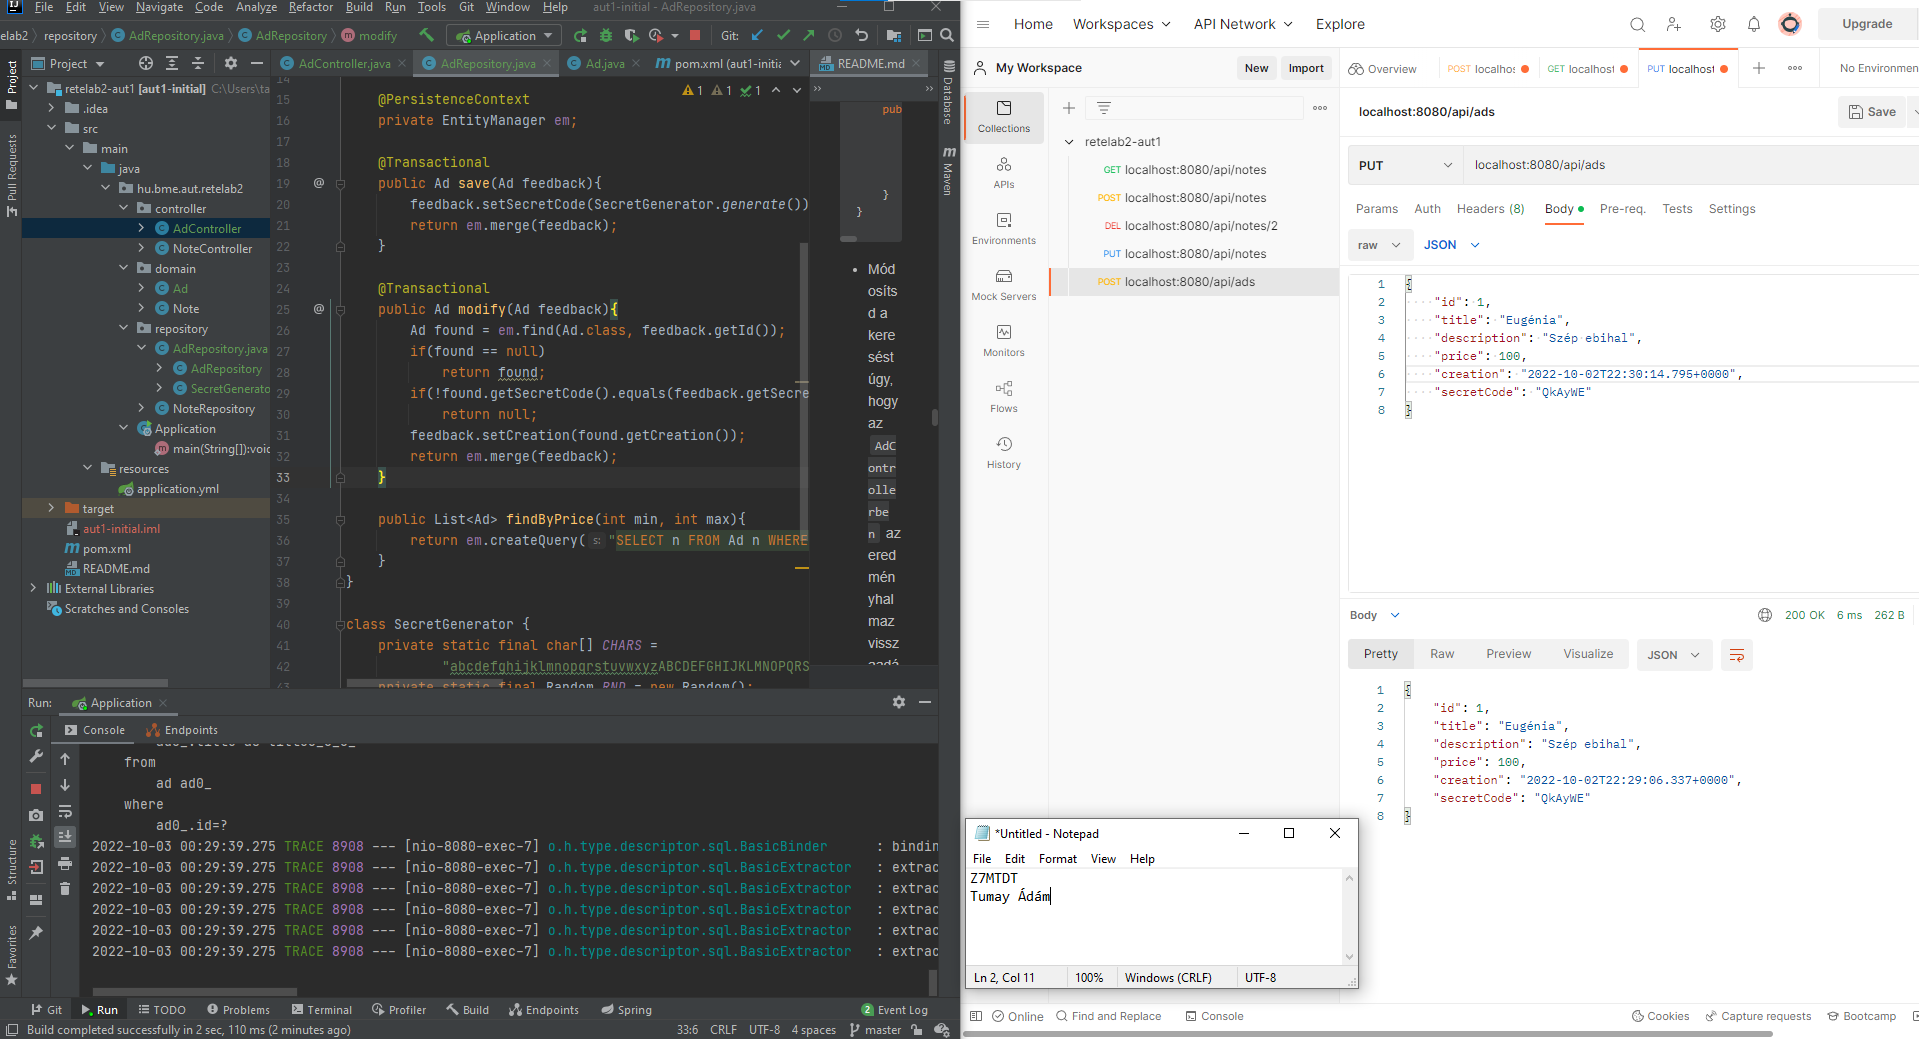 File Edit View Navigate Code Analyze Refactor Build Run Tools Git Window Help aut1-initial - AdRepository.java
elab2 repository AdRepository.java AdRepository modify Application Git:
Project AdController.java AdRepository.java Ad.java pom.xml (aut1-initia README.md
Project
Pull Requests
Structure
Favorites
retelab2-aut1 [aut1-initial] C:\Users\ta
.idea
src
main
java
hu.bme.aut.retelab2
controller
AdController
NoteController
domain
Ad
Note
repository
AdRepository.java
AdRepository
SecretGenerato
NoteRepository
Application
main(String[]):voic
resources
application.yml
target
aut1-initial.iml
pom.xml
README.md
External Libraries
Scratches and Consoles
1 1 1
14
15 @PersistenceContext
16 private EntityManager em;
17
18 @Transactional
19 public Ad save(Ad feedback){
20 feedback.setSecretCode(SecretGenerator.generate())
21 return em.merge(feedback);
22 }
23
24 @Transactional
25 public Ad modify(Ad feedback){
26 Ad found = em.find(Ad.class, feedback.getId());
27 if(found == null)
28 return found;
29 if(!found.getSecretCode().equals(feedback.getSecre
30 return null;
31 feedback.setCreation(found.getCreation());
32 return em.merge(feedback);
33 }
34
35 public List<Ad> findByPrice(int min, int max){
36 return em.createQuery( s: "SELECT n FROM Ad n WHERE
37 }
38 }
39
40 class SecretGenerator {
41 private static final char[] CHARS =
42 "abcdefghijklmnopqrstuvwxyzABCDEFGHIJKLMNOPQRS
43 private static final Random RND = new Random();
pub
}
}
• Mód
osíts
d a
kere
sést
úgy,
hogy
az
AdC
ontr
olle
rbe
n az
ered
mén
yhal
maz
vissz
aadá
Database
Maven
Run: Application
Console Endpoints
from
ad ad0_
where
ad0_.id=?
2022-10-03 00:29:39.275 TRACE 8908 --- [nio-8080-exec-7] o.h.type.descriptor.sql.BasicBinder : bindin
2022-10-03 00:29:39.275 TRACE 8908 --- [nio-8080-exec-7] o.h.type.descriptor.sql.BasicExtractor : extrac
2022-10-03 00:29:39.275 TRACE 8908 --- [nio-8080-exec-7] o.h.type.descriptor.sql.BasicExtractor : extrac
2022-10-03 00:29:39.275 TRACE 8908 --- [nio-8080-exec-7] o.h.type.descriptor.sql.BasicExtractor : extrac
2022-10-03 00:29:39.275 TRACE 8908 --- [nio-8080-exec-7] o.h.type.descriptor.sql.BasicExtractor : extrac
2022-10-03 00:29:39.275 TRACE 8908 --- [nio-8080-exec-7] o.h.type.descriptor.sql.BasicExtractor : extrac
Git Run TODO Problems Terminal Profiler Build Endpoints Spring 2 Event Log
Build completed successfully in 2 sec, 110 ms (2 minutes ago) 33:6 CRLF UTF-8 4 spaces master
Home Workspaces API Network Explore Upgrade
My Workspace New Import Overview POST localhos GET localhost PUT localhost No Environmen
Collections
APIs
Environments
Mock Servers
Monitors
Flows
History
retelab2-aut1
GET localhost:8080/api/notes
POST localhost:8080/api/notes
DEL localhost:8080/api/notes/2
PUT localhost:8080/api/notes
POST localhost:8080/api/ads
localhost:8080/api/ads Save
PUT localhost:8080/api/ads
Params Auth Headers (8) Body Pre-req. Tests Settings
raw JSON
1 {
2 "id": 1,
3 "title": "Eugénia",
4 "description": "Szép ebihal",
5 "price": 100,
6 "creation": "2022-10-02T22:30:14.795+0000",
7 "secretCode": "QkAyWE"
8 }
Body 200 OK 6 ms 262 B
Pretty Raw Preview Visualize JSON
1 {
2 "id": 1,
3 "title": "Eugénia",
4 "description": "Szép ebihal",
5 "price": 100,
6 "creation": "2022-10-02T22:29:06.337+0000",
7 "secretCode": "QkAyWE"
8 }
*Untitled - Notepad
File Edit Format View Help
Z7MTDT
Tumay Ádám
Ln 2, Col 11 100% Windows (CRLF) UTF-8
Online Find and Replace Console Cookies Capture requests Bootcamp